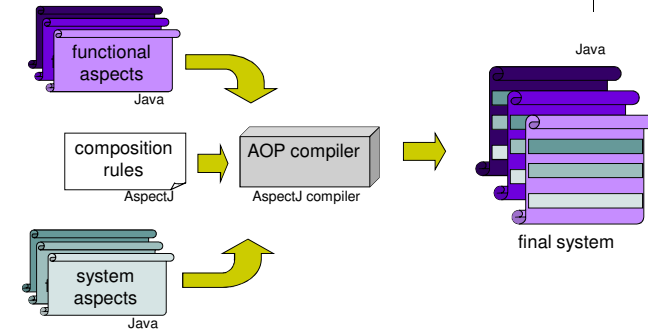 functional
aspects
Java
composition
rules
AspectJ
AOP compiler
AspectJ compiler
system
aspects
Java
Java
final system